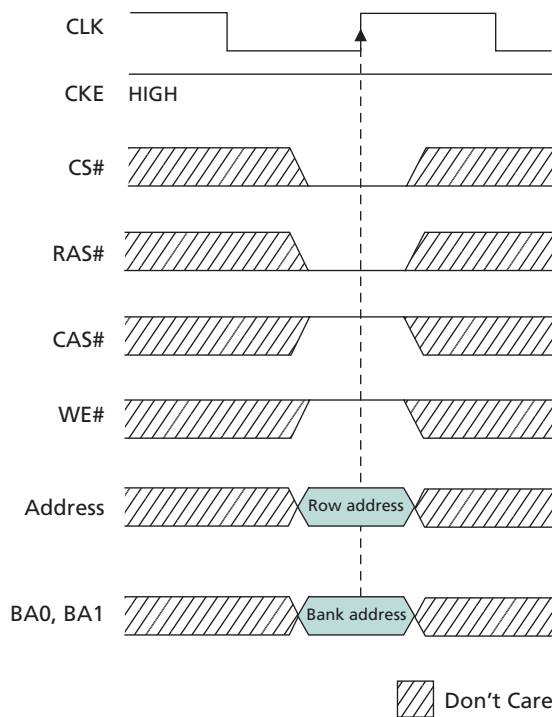 CLK
CKE HIGH
CS#
RAS#
CAS#
WE#
Address Row address
BA0, BA1 Bank address
Don't Care